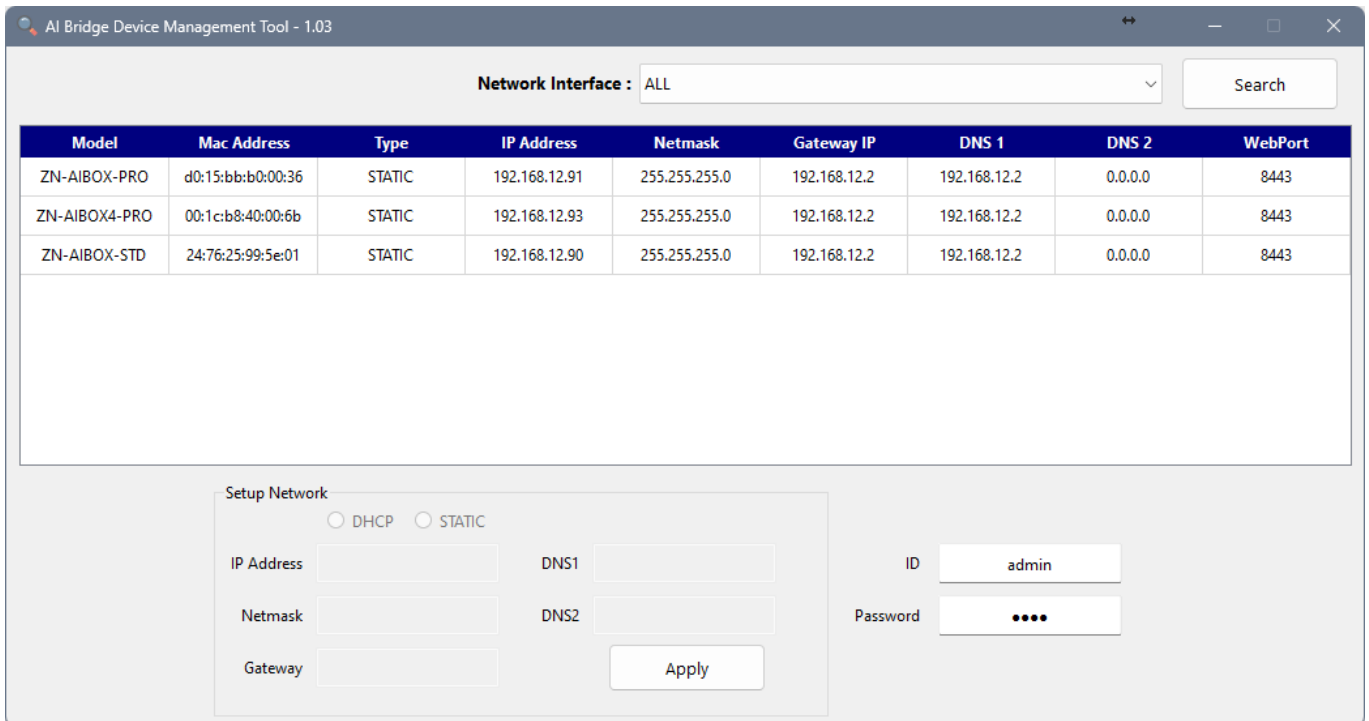 AI Bridge Device Management Tool - 1.03
Network Interface : ALL Search
Model Mac Address Type IP Address Netmask Gateway IP DNS 1 DNS 2 WebPort
ZN-AIBOX-PRO d0:15:bb:b0:00:36 STATIC 192.168.12.91 255.255.255.0 192.168.12.2 192.168.12.2 0.0.0.0 8443
ZN-AIBOX4-PRO 00:1c:b8:40:00:6b STATIC 192.168.12.93 255.255.255.0 192.168.12.2 192.168.12.2 0.0.0.0 8443
ZN-AIBOX-STD 24:76:25:99:5e:01 STATIC 192.168.12.90 255.255.255.0 192.168.12.2 192.168.12.2 0.0.0.0 8443
Setup Network
DHCP STATIC
IP Address DNS1 ID admin
Netmask DNS2 Password ••••
Gateway Apply